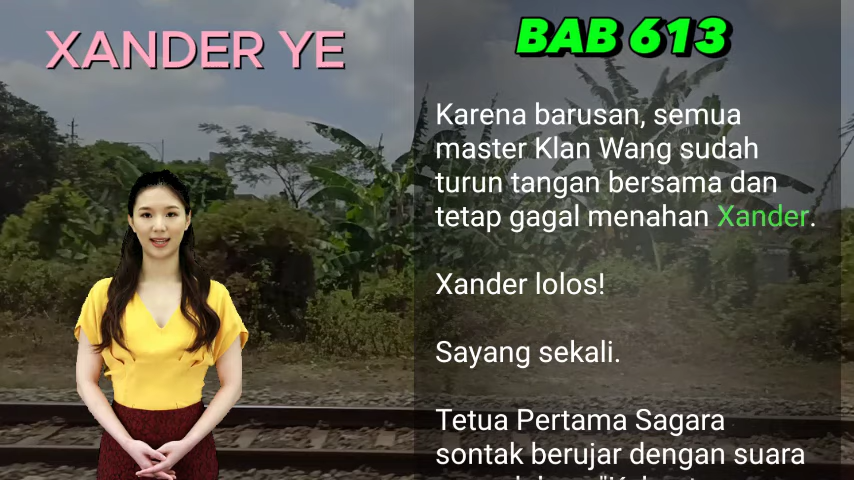 XANDER YE
BAB 613
Karena barusan, semua
master Klan Wang sudah
turun tangan bersama dan
tetap gagal menahan Xander.
Xander lolos!
Sayang sekali.
Tetua Pertama Sagara
sontak berujar dengan suara